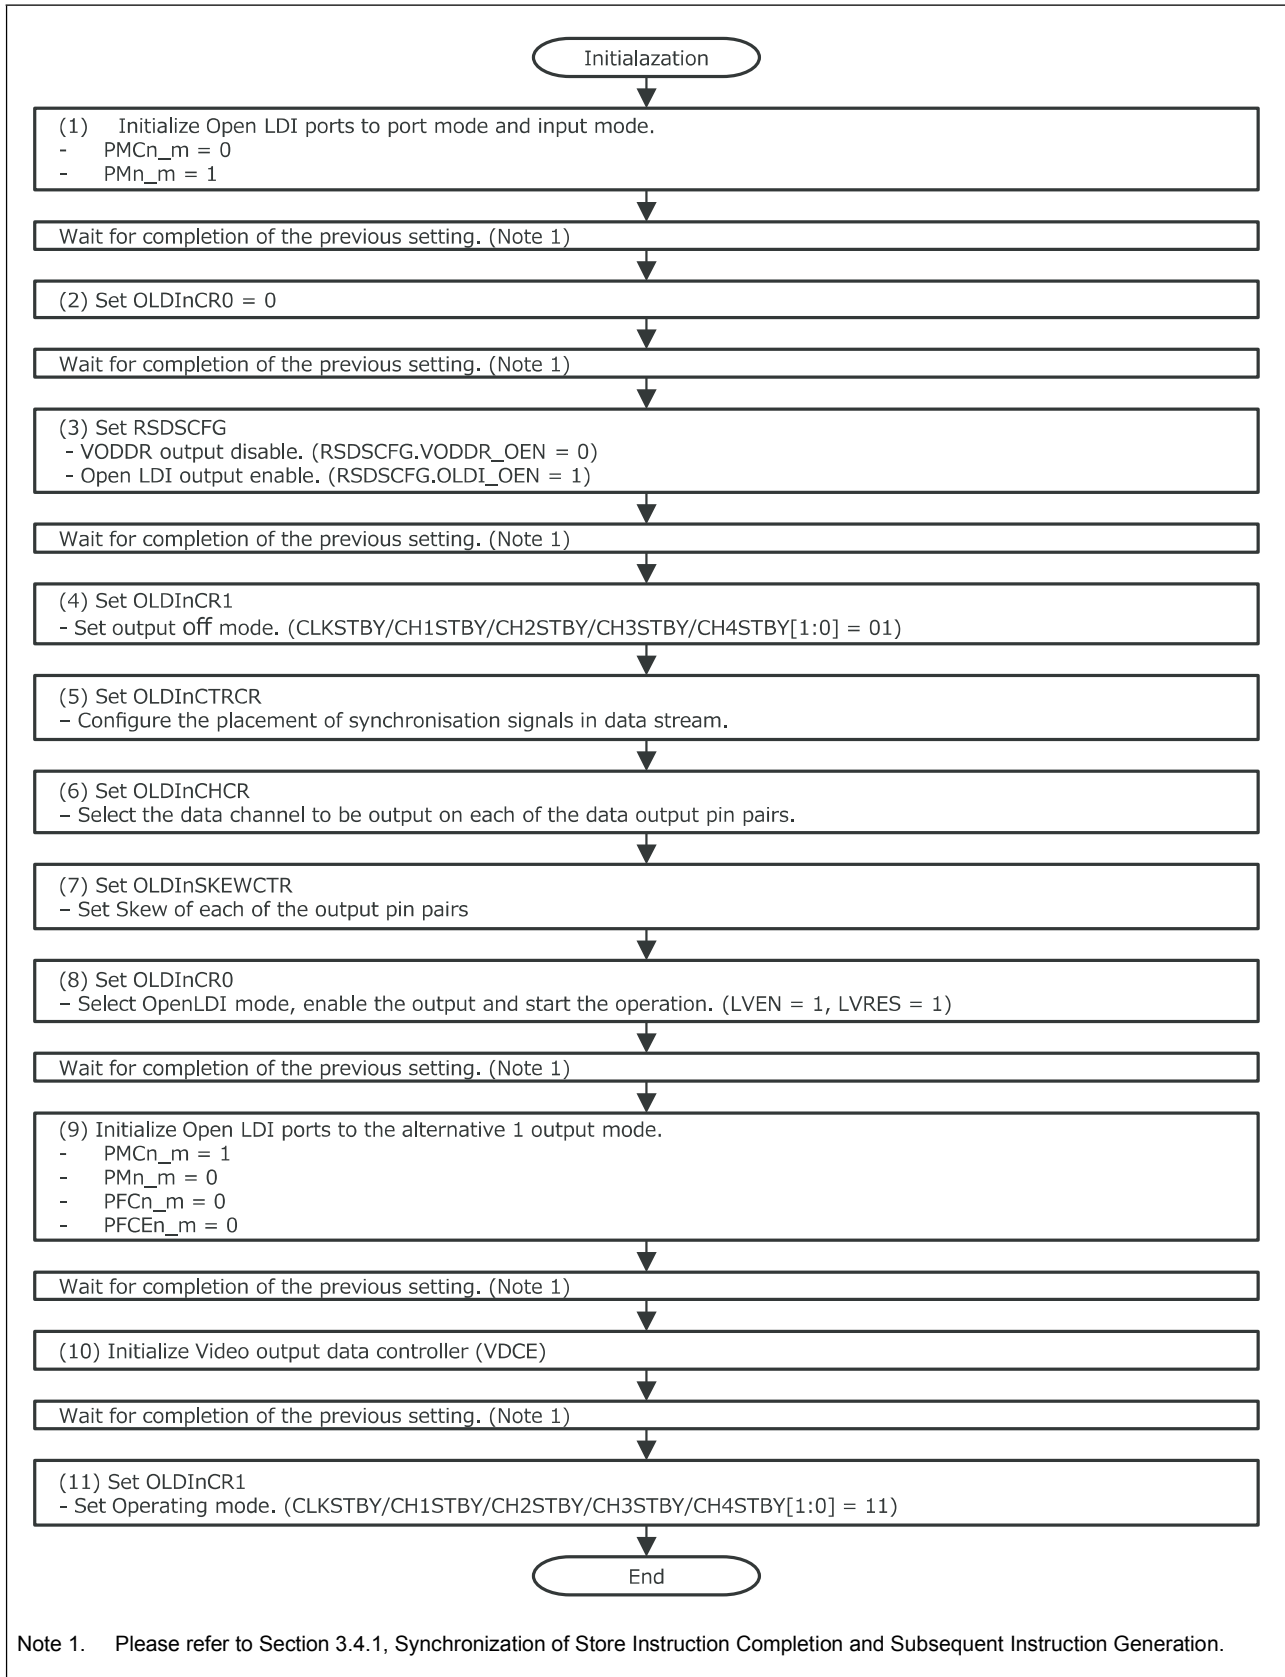 Initialazation
(1) Initialize Open LDI ports to port mode and input mode.
- PMCn_m = 0
- PMn_m = 1
Wait for completion of the previous setting. (Note 1)
(2) Set OLDInCR0 = 0
Wait for completion of the previous setting. (Note 1)
(3) Set RSDSCFG
- VODDR output disable. (RSDSCFG.VODDR_OEN = 0)
- Open LDI output enable. (RSDSCFG.OLDI_OEN = 1)
Wait for completion of the previous setting. (Note 1)
(4) Set OLDInCR1
- Set output off mode. (CLKSTBY/CH1STBY/CH2STBY/CH3STBY/CH4STBY[1:0] = 01)
(5) Set OLDInCTRCR
– Configure the placement of synchronisation signals in data stream.
(6) Set OLDInCHCR
– Select the data channel to be output on each of the data output pin pairs.
(7) Set OLDInSKEWCTR
– Set Skew of each of the output pin pairs
(8) Set OLDInCR0
– Select OpenLDI mode, enable the output and start the operation. (LVEN = 1, LVRES = 1)
Wait for completion of the previous setting. (Note 1)
(9) Initialize Open LDI ports to the alternative 1 output mode.
- PMCn_m = 1
- PMn_m = 0
- PFCn_m = 0
- PFCEn_m = 0
Wait for completion of the previous setting. (Note 1)
(10) Initialize Video output data controller (VDCE)
Wait for completion of the previous setting. (Note 1)
(11) Set OLDInCR1
- Set Operating mode. (CLKSTBY/CH1STBY/CH2STBY/CH3STBY/CH4STBY[1:0] = 11)
End
Note 1. Please refer to Section 3.4.1, Synchronization of Store Instruction Completion and Subsequent Instruction Generation.